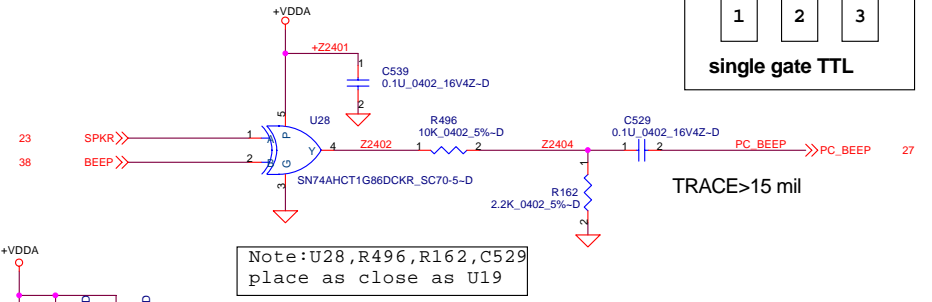 +VDDA
1 2 3
single gate TTL
+Z2401
1
C539
0.1U_0402_16V4Z~D
2
5
U28
R496
10K_0402_5%~D
C529
0.1U_0402_16V4Z~D
23 SPKR
1 A P
Y 4 Z2402 1 2 Z2404 1 2 PC_BEEP PC_BEEP 27
38 BEEP
2 B G
3
SN74AHCT1G86DCKR_SC70-5~D
1
R162
2.2K_0402_5%~D
2
TRACE>15 mil
+VDDA
Note:U28,R496,R162,C529
place as close as U19
D D